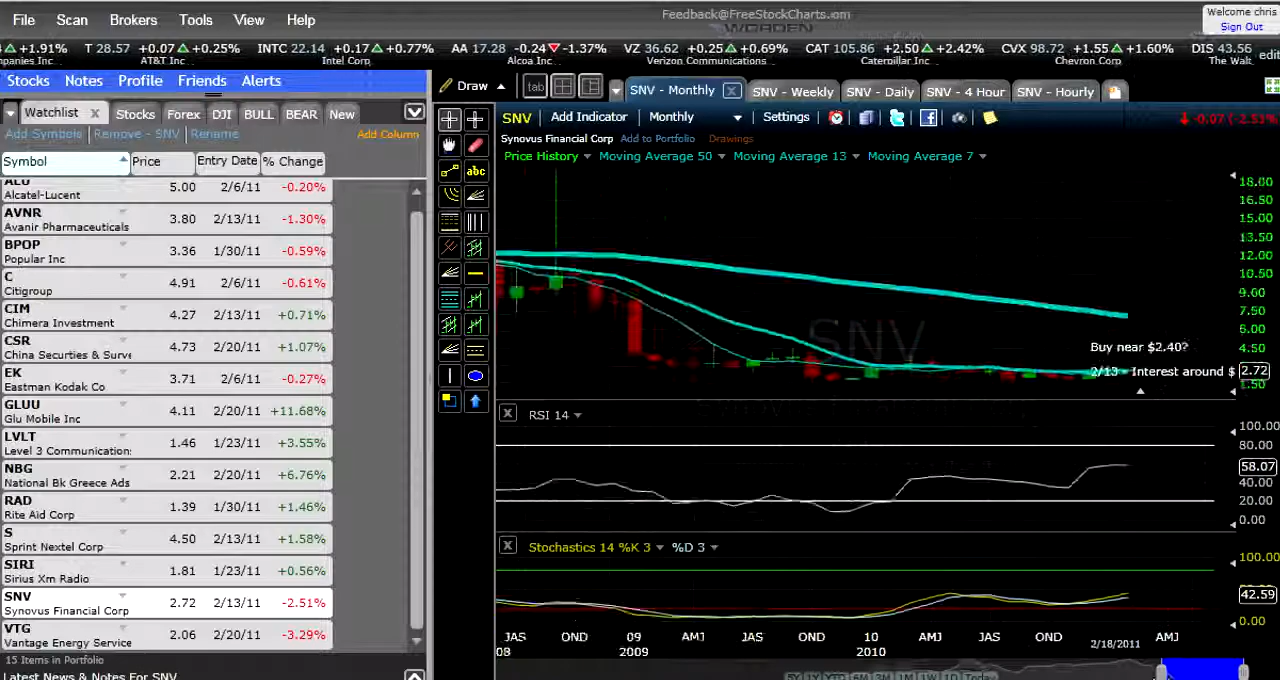 File Scan Brokers Tools View Help
Feedback@FreeStockCharts.com
WORDEN
Welcome chris
Sign Out
+1.91% T 28.57 +0.07 +0.25% INTC 22.14 +0.17 +0.77% AA 17.28 -0.24 -1.37% VZ 36.62 +0.25 +0.69% CAT 105.86 +2.50 +2.42% CVX 98.72 +1.55 +1.60% DIS 43.56
panies Inc AT&T Inc Intel Corp Alcoa Inc Verizon Communications Caterpillar Inc Chevron Corp The Walt edit
Stocks Notes Profile Friends Alerts
Draw tab SNV - Monthly X SNV - Weekly SNV - Daily SNV - 4 Hour SNV - Hourly
Watchlist x Stocks Forex DJI BULL BEAR New
Add Symbols Remove - SNV Rename Add Column
SNV Add Indicator Monthly Settings -0.07 (-2.51%)
Synovus Financial Corp Add to Portfolio Drawings
Price History Moving Average 50 Moving Average 13 Moving Average 7
abc
Symbol Price Entry Date % Change
ALU 5.00 2/6/11 -0.20%
Alcatel-Lucent
AVNR 3.80 2/13/11 -1.30%
Avanir Pharmaceuticals
BPOP 3.36 1/30/11 -0.59%
Popular Inc
C 4.91 2/6/11 -0.61%
Citigroup
CIM 4.27 2/13/11 +0.71%
Chimera Investment
CSR 4.73 2/20/11 +1.07%
China Securities & Surve
EK 3.71 2/6/11 -0.27%
Eastman Kodak Co
GLUU 4.11 2/20/11 +11.68%
Glu Mobile Inc
LVLT 1.46 1/23/11 +3.55%
Level 3 Communication:
NBG 2.21 2/20/11 +6.76%
National Bk Greece Ads
RAD 1.39 1/30/11 +1.46%
Rite Aid Corp
S 4.50 2/13/11 +1.58%
Sprint Nextel Corp
SIRI 1.81 1/23/11 +0.56%
Sirius Xm Radio
SNV 2.72 2/13/11 -2.51%
Synovus Financial Corp
VTG 2.06 2/20/11 -3.29%
Vantage Energy Service
15 Items in Portfolio
Latest News & Notes For SNV
18.00
16.50
15.00
13.50
12.00
10.50
9.00
7.50
6.00
4.50
2.72
1.50
SNV
Buy near $2.40?
2/13 - Interest around $
X RSI 14
100.00
80.00
58.07
40.00
20.00
0.00
X Stochastics 14 %K 3 %D 3
100.00
42.59
0.00
JAS OND 09 AMJ JAS OND 10 AMJ JAS OND 2/18/2011 AMJ
08 2009 2010
5Y 1Y YTD 6M 3M 1M 1W 1D Today